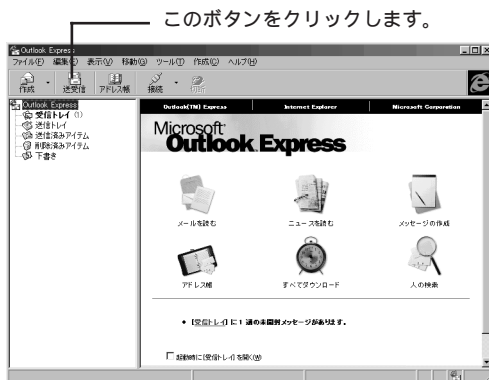 このボタンをクリックします。
Outlook Express
ファイル(F) 編集(E) 表示(V) 移動(G) ツール(T) 作成(C) ヘルプ(H)
作成 送受信 アドレス帳 接続 切断
Outlook Express
受信トレイ (1)
送信トレイ
送信済みアイテム
削除済みアイテム
下書き
Outlook(TM) Express Internet Explorer Microsoft Corporation
Microsoft
Outlook Express
メールを読む ニュースを読む メッセージの作成
アドレス帳 すべてダウンロード 人の検索
• [受信トレイ] に 1 通の未開封メッセージがあります。
起動時に[受信トレイ]を開く(W)